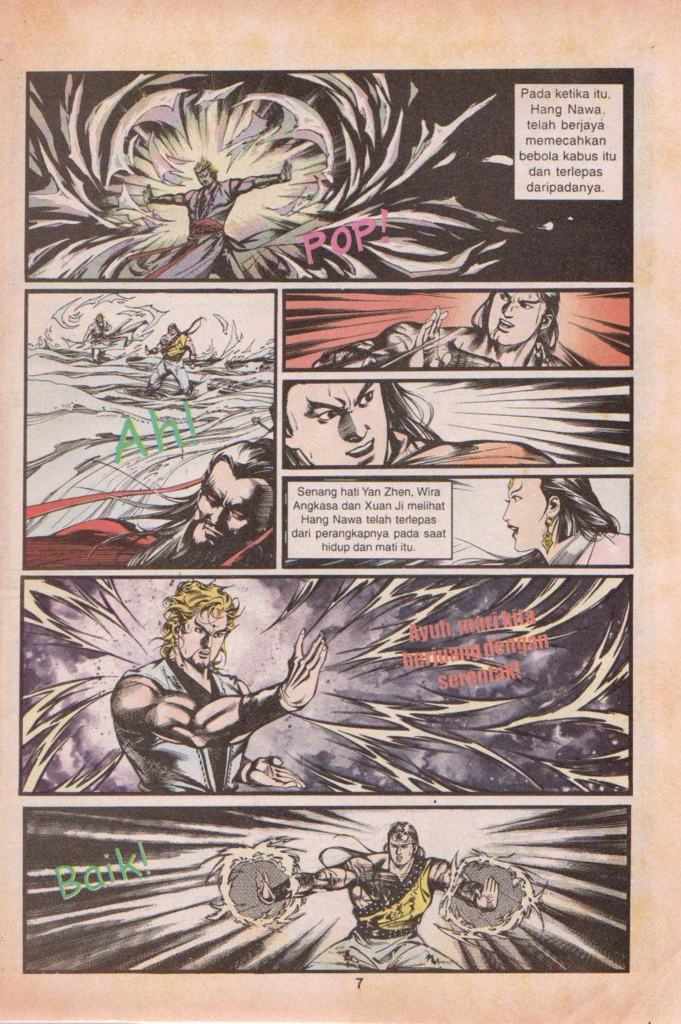 Pada ketika itu,
Hang Nawa,
telah berjaya
memecahkan
bebola kabus itu
dan terlepas
daripadanya.
POP!
Ah!
Senang hati Yan Zhen, Wira
Angkasa dan Xuan Ji melihat
Hang Nawa telah terlepas
dari perangkapnya pada saat
hidup dan mati itu.
Ayuh, mari kita
berjuang dengan
serentak!
Baik!
7